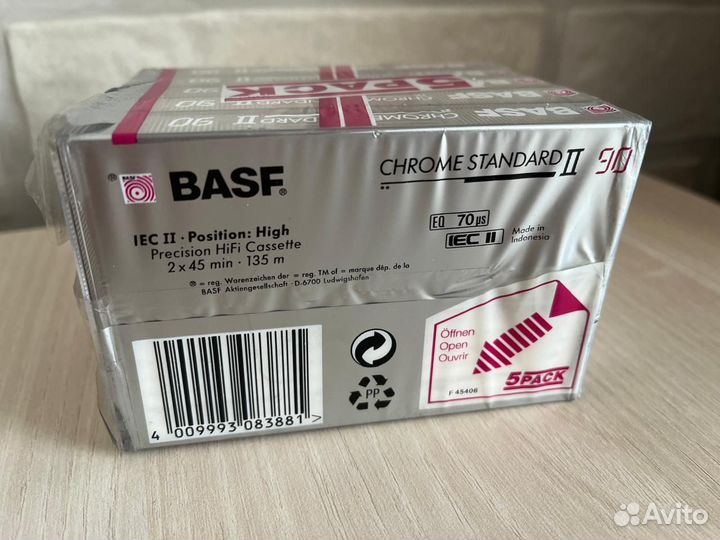 5PACK
BASF
CHROME STANDARD II 90
BASF
IEC II · Position: High
Precision HiFi Cassette
2 x 45 min · 135 m
EQ 70 µs
IEC II
Made in
Indonesia
® = reg. Warenzeichen der = reg. TM of = marque dép. de la
BASF Aktiengesellschaft · D-6700 Ludwigshafen
4 009993 083881 >
PP
Öffnen
Open
Ouvrir
5PACK
F 45406
Avito